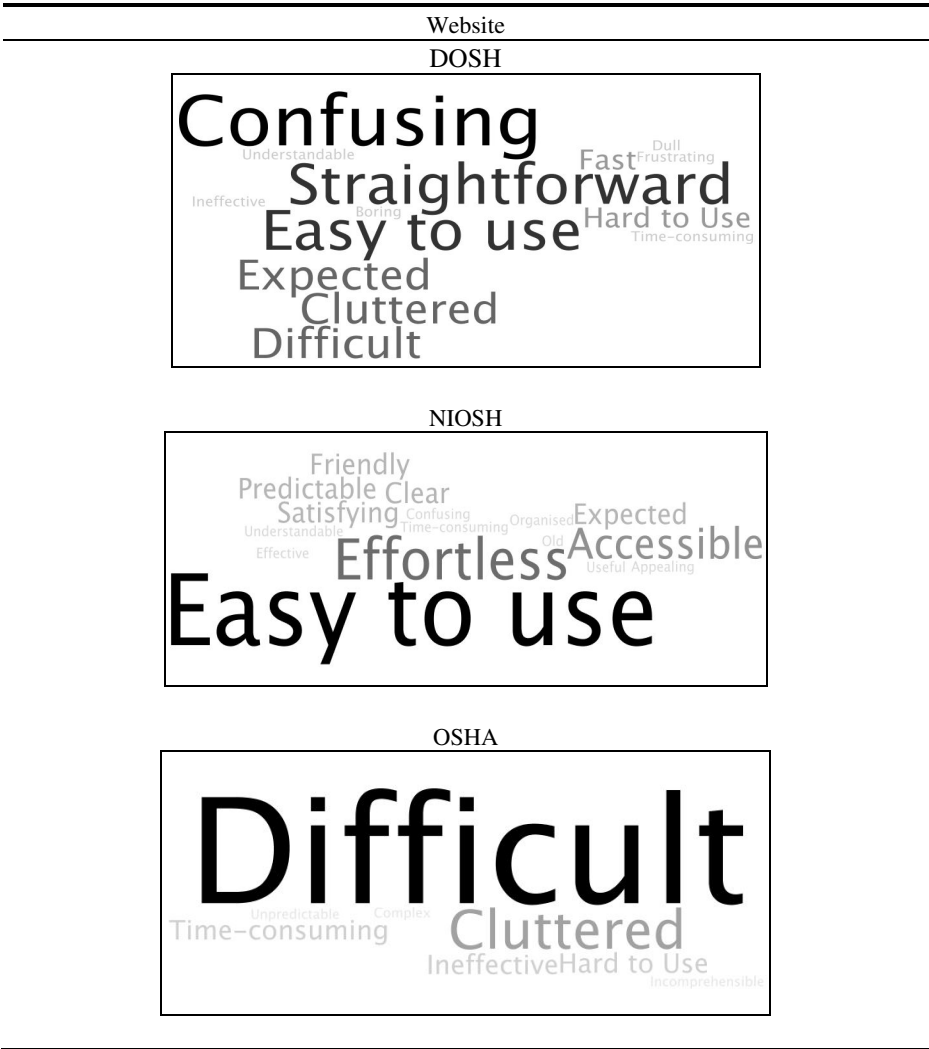 Website
DOSH
Confusing
Understandable
Dull
Fast Frustrating
Straightforward
Ineffective
Boring
Easy to use
Hard to Use
Time-consuming
Expected
Cluttered
Difficult
NIOSH
Friendly
Predictable Clear
Satisfying Confusing Expected
Time-consuming Organised
Understandable
Effortless Old Accessible
Effective
Useful Appealing
Easy to use
OSHA
Difficult
Unpredictable Complex
Time-consuming Cluttered
Ineffective Hard to Use
Incomprehensible